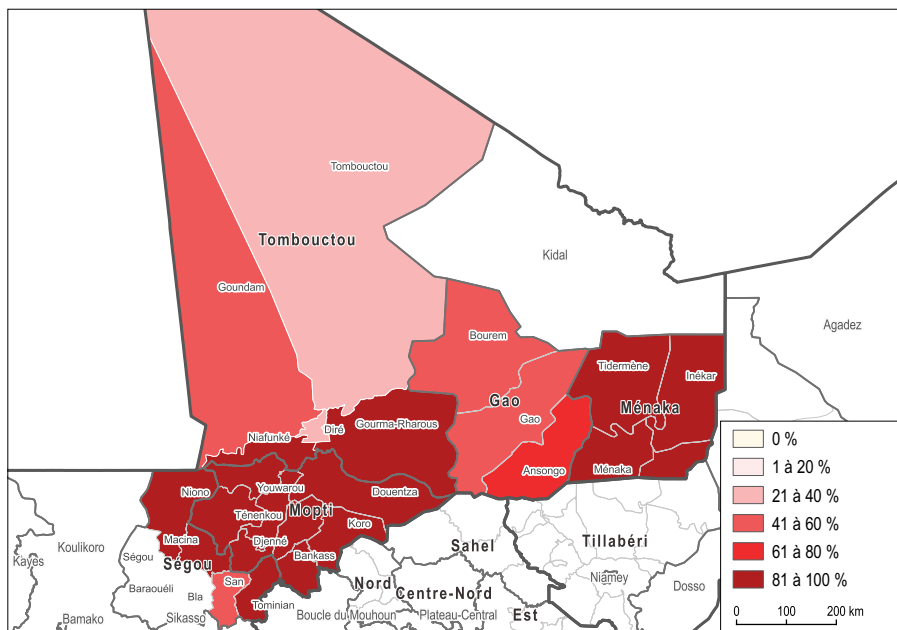 Tombouctou
Tombouctou
Kidal
Goundam
Agadez
Bourem
Tidermène
Inékar
Gao
Ménaka
Gao
Diré
Gourma-Rharous
Niafunké
Ansongo
Ménaka
Niono
Youwarou
Douentza
Ténenkou
Mopti
Koro
Macina
Djenné
Bankass
Koulikoro
Ségou
Kayes
Ségou
Sahel
Tillabéri
Niamey
San
Baraouéli
Bla
Nord
Centre-Nord
Dosso
Tominian
Sikasso
Bamako
Boucle du Mouhoun
Plateau-Central
Est
0 %
1 à 20 %
21 à 40 %
41 à 60 %
61 à 80 %
81 à 100 %
0 100 200 km